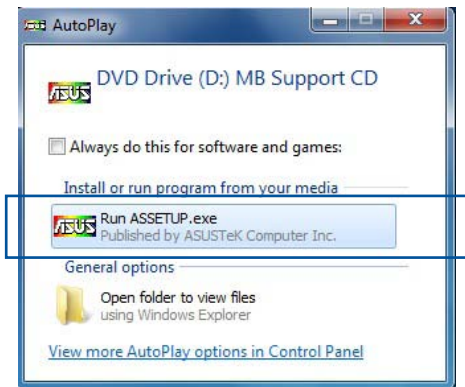 AutoPlay
DVD Drive (D:) MB Support CD
ASUS
Always do this for software and games:
Install or run program from your media
ASUS
Run ASSETUP.exe
Published by ASUSTeK Computer Inc.
General options
Open folder to view files
using Windows Explorer
View more AutoPlay options in Control Panel